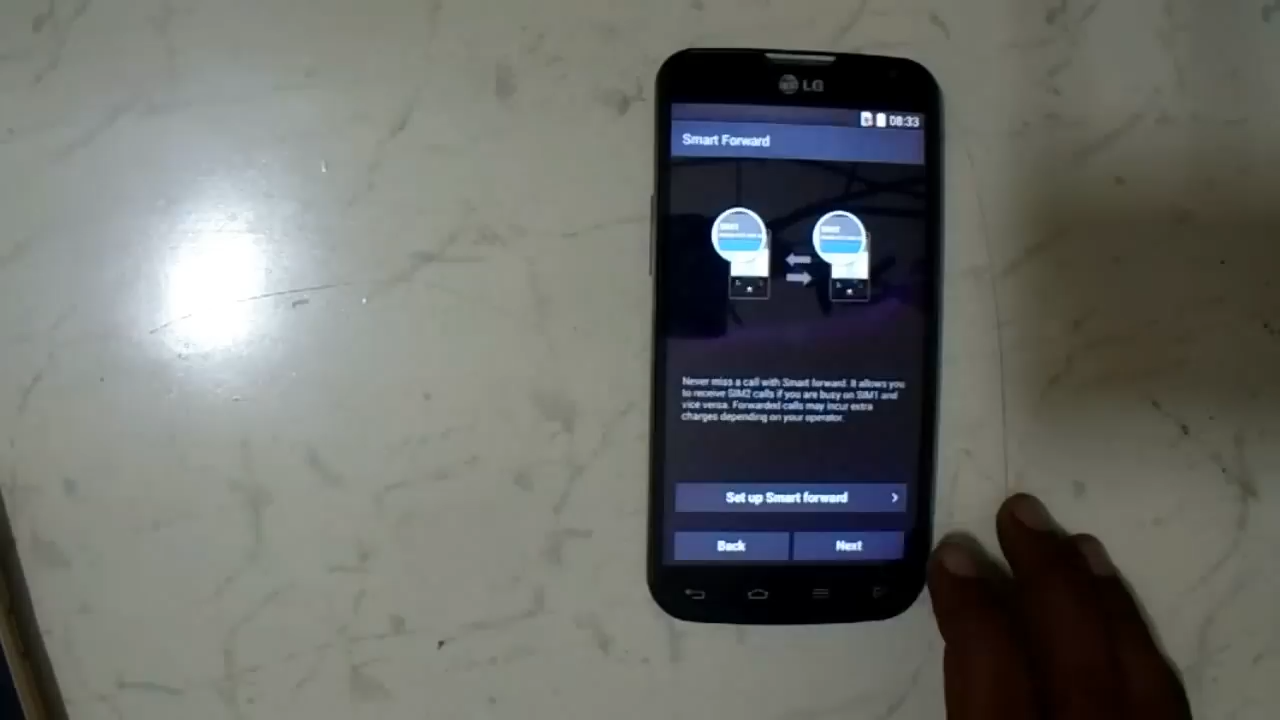 LG
08:33
Smart Forward
SIM1
Never miss a call with Smart forward. It allows you
to receive SIM2 calls if you are busy on SIM1 and
vice versa. Forwarded calls may incur extra
charges depending on your operator.
Set up Smart forward
Back Next